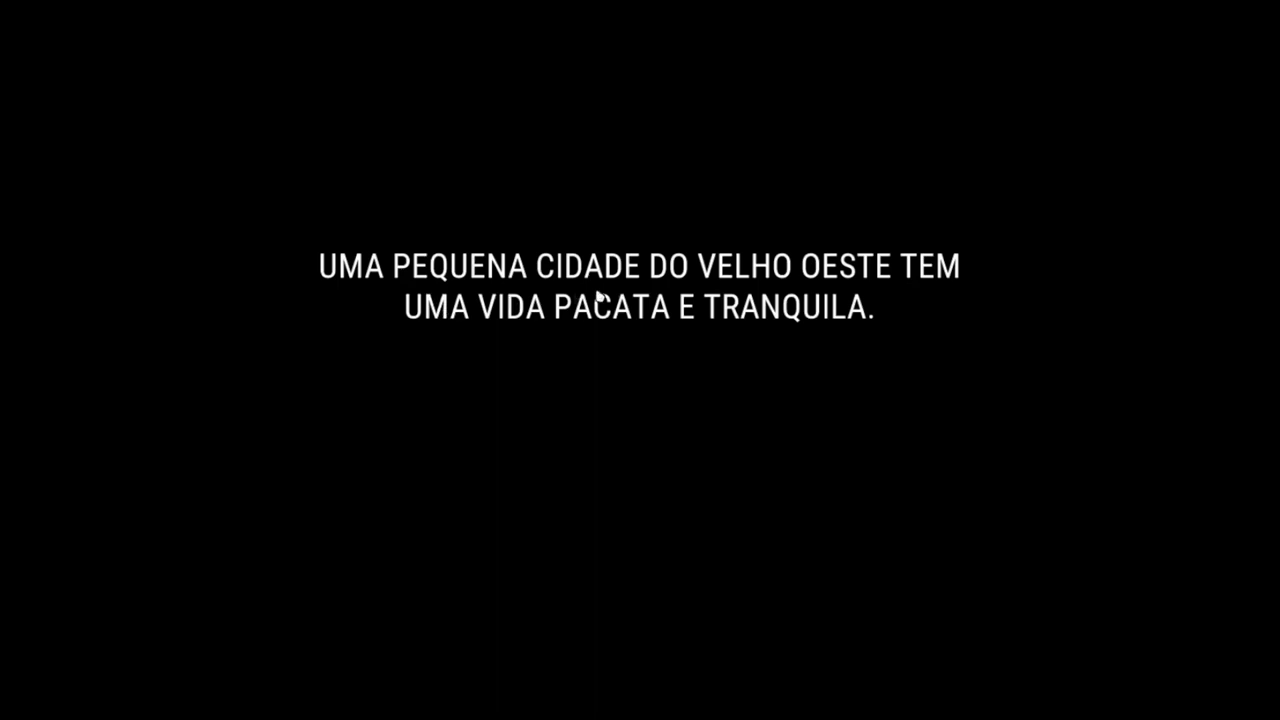 UMA PEQUENA CIDADE DO VELHO OESTE TEM
UMA VIDA PACATA E TRANQUILA.